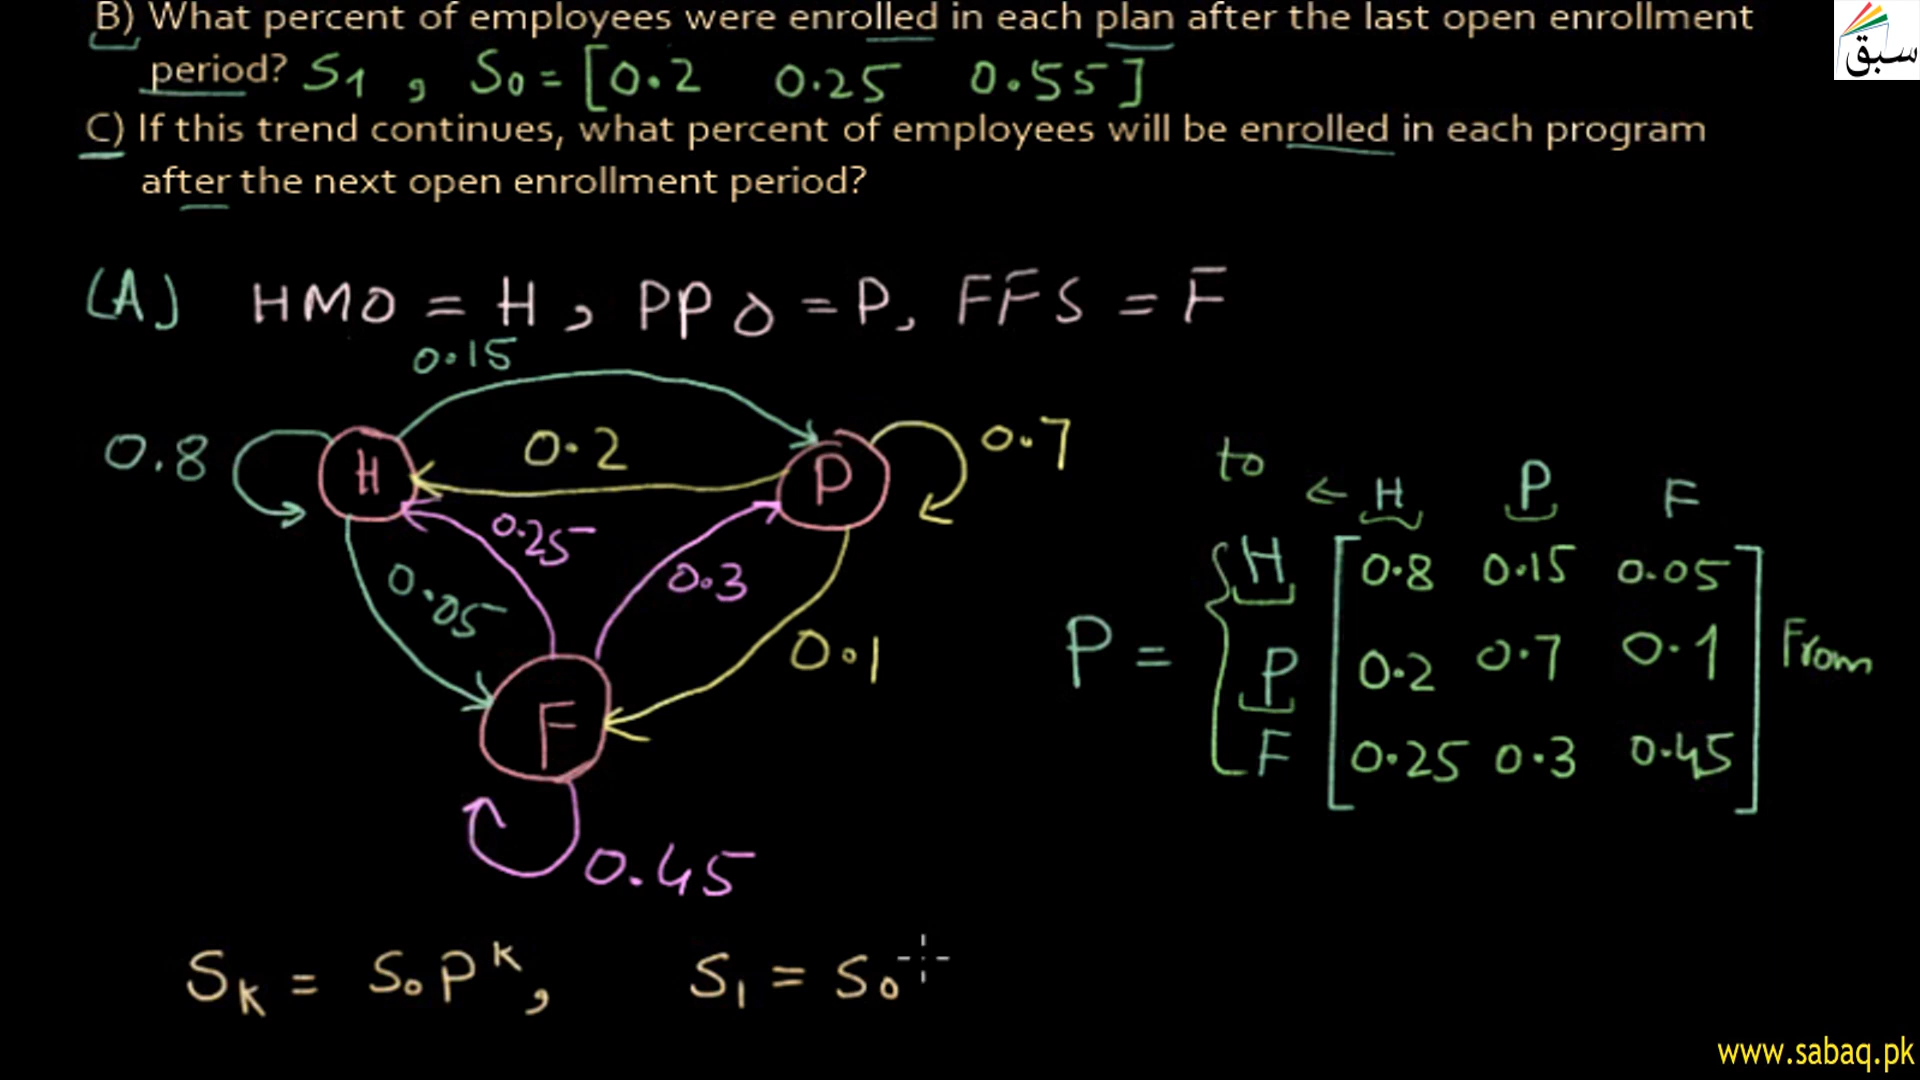 B) What percent of employees were enrolled in each plan after the last open enrollment
period? S1 , S0 = [0.2 0.25 0.55]
سبق
C) If this trend continues, what percent of employees will be enrolled in each program
after the next open enrollment period?
(A) HMO = H, PPO = P, FFS = F
0.15
0.8 H 0.2 P 0.7
to ← H P F
0.25
0.05 0.3
H [0.8 0.15 0.05]
P = P [0.2 0.7 0.1] From
0.1
F [0.25 0.3 0.45]
F
0.45
Sk = S0 P^k, S1 = S0
www.sabaq.pk